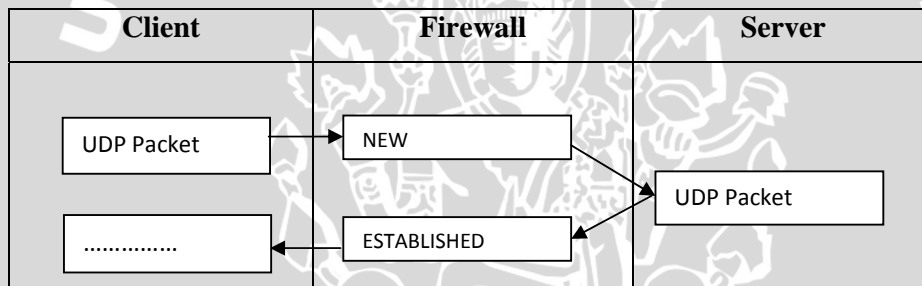 Client Firewall Server
UDP Packet NEW
UDP Packet
…………… ESTABLISHED